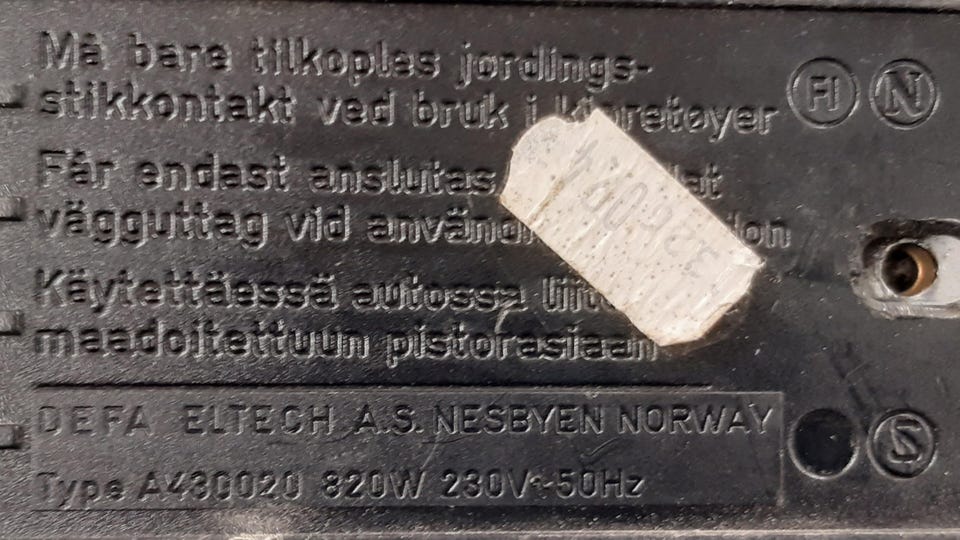 Må bare tilkoples jordings-
stikkontakt ved bruk i
FI N
Får endast anslutas
vägguttag vid
Käytettäessä autossa
maadoitettuun pistorasiaan
DEFA ELTECH A.S. NESBYEN NORWAY
S
Type A430020 820W 230V~50Hz